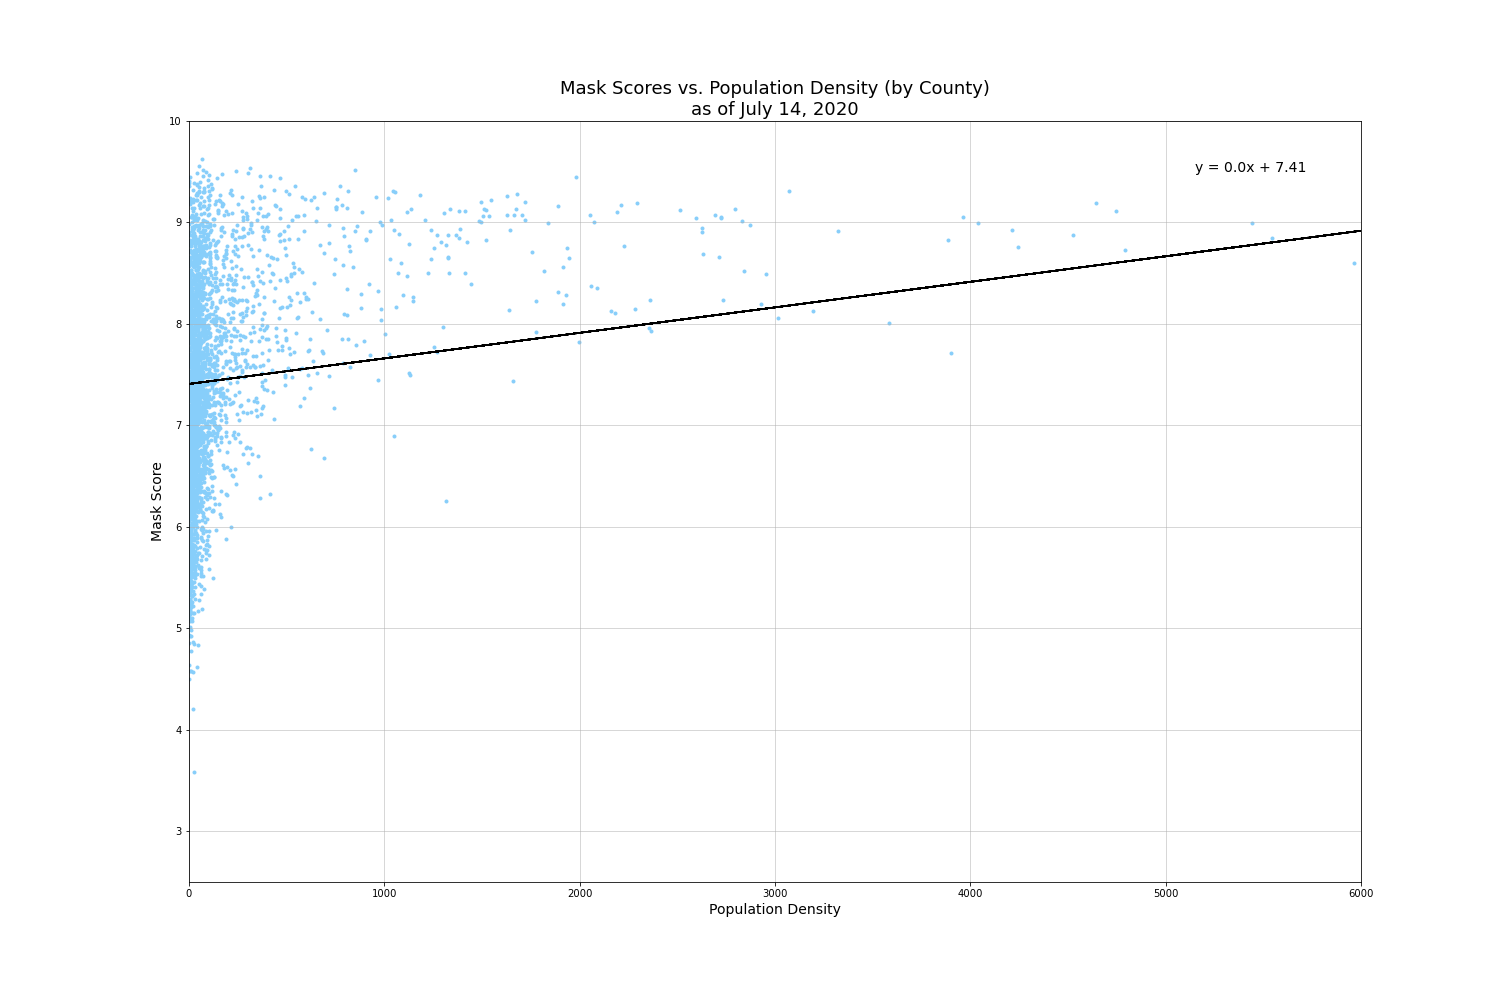 Mask Scores vs. Population Density (by County)
as of July 14, 2020
10
y = 0.0x + 7.41
9
8
7
Mask Score
6
5
4
3
0 1000 2000 3000 4000 5000 6000
Population Density